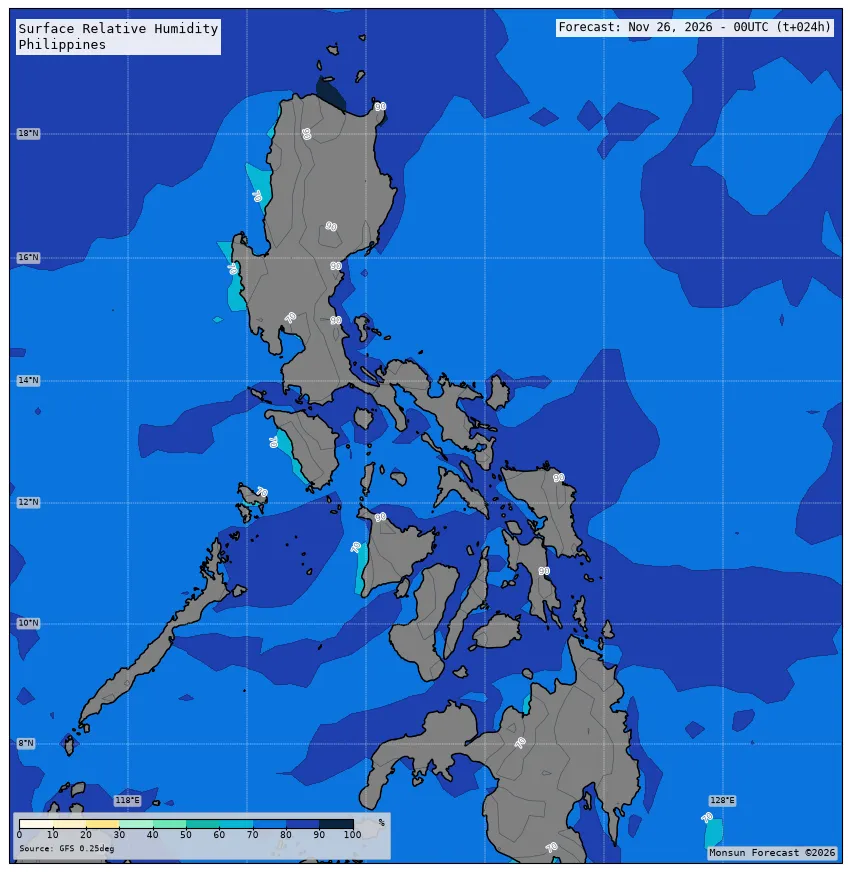 Surface Relative Humidity
Philippines
Forecast: Nov 26, 2026 - 00UTC (t+024h)
90
18°N
80
70
90
16°N
90
70
70
90
14°N
70
90
70
12°N
90
70
90
10°N
8°N
70
118°E
128°E
70
0 10 20 30 40 50 60 70 80 90 100 %
Source: GFS 0.25deg
70
Monsun Forecast ©2026